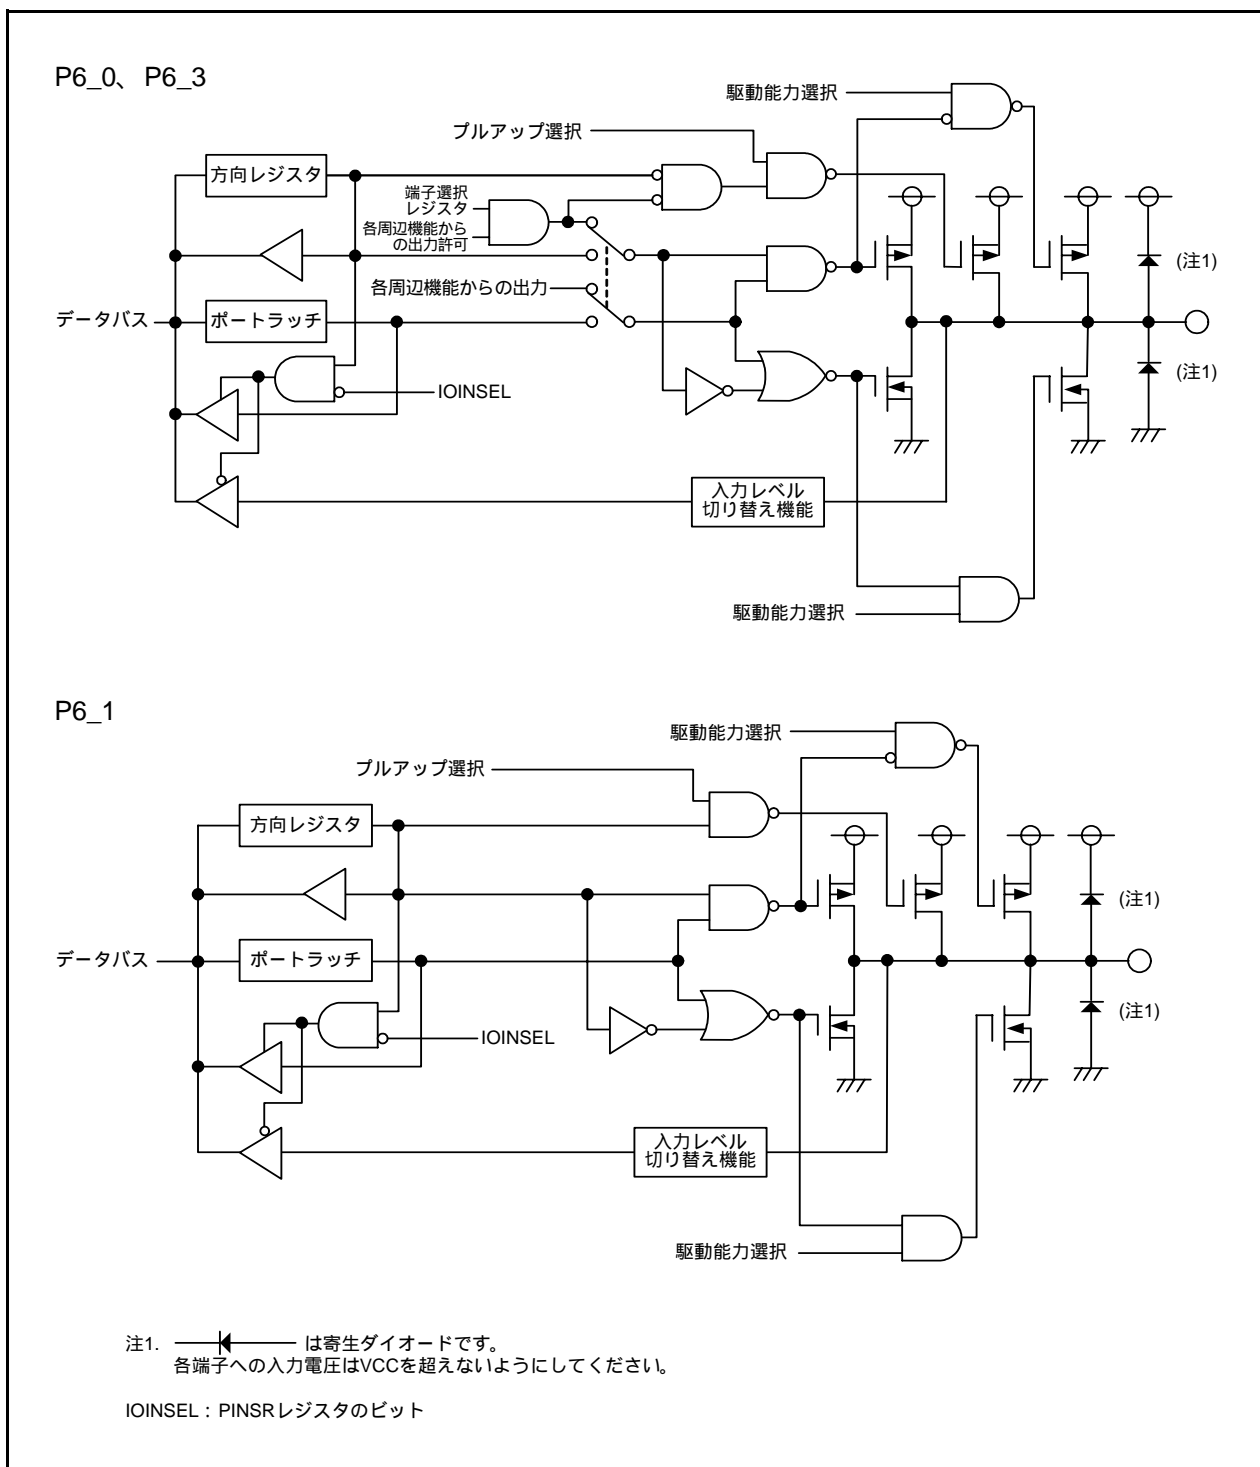 P6_0、 P6_3
駆動能力選択
プルアップ選択
方向レジスタ
端子選択
レジスタ
各周辺機能から
の出力許可
(注1)
各周辺機能からの出力
データバス
ポートラッチ
IOINSEL
(注1)
入力レベル
切り替え機能
駆動能力選択
P6_1
駆動能力選択
プルアップ選択
方向レジスタ
(注1)
データバス
ポートラッチ
(注1)
IOINSEL
入力レベル
切り替え機能
駆動能力選択
注1. は寄生ダイオードです。
各端子への入力電圧はVCCを超えないようにしてください。
IOINSEL : PINSRレジスタのビット